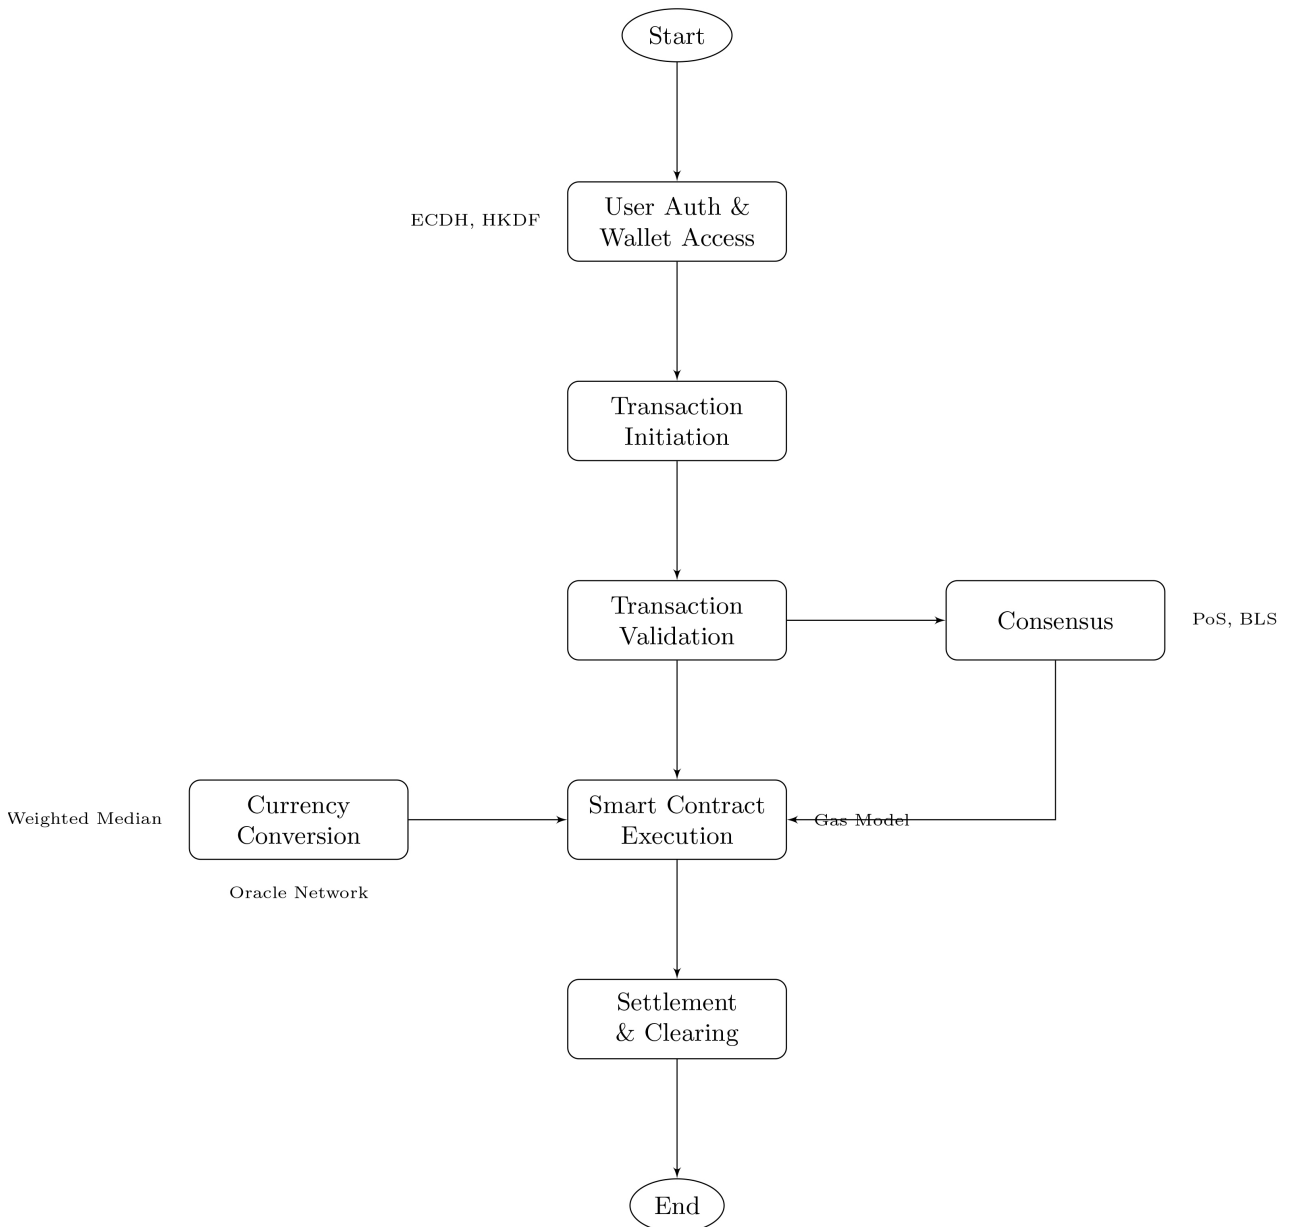 Start
ECDH, HKDF
User Auth &
Wallet Access
Transaction
Initiation
Transaction
Validation
Consensus
PoS, BLS
Weighted Median
Currency
Conversion
Smart Contract
Execution
Gas Model
Oracle Network
Settlement
& Clearing
End